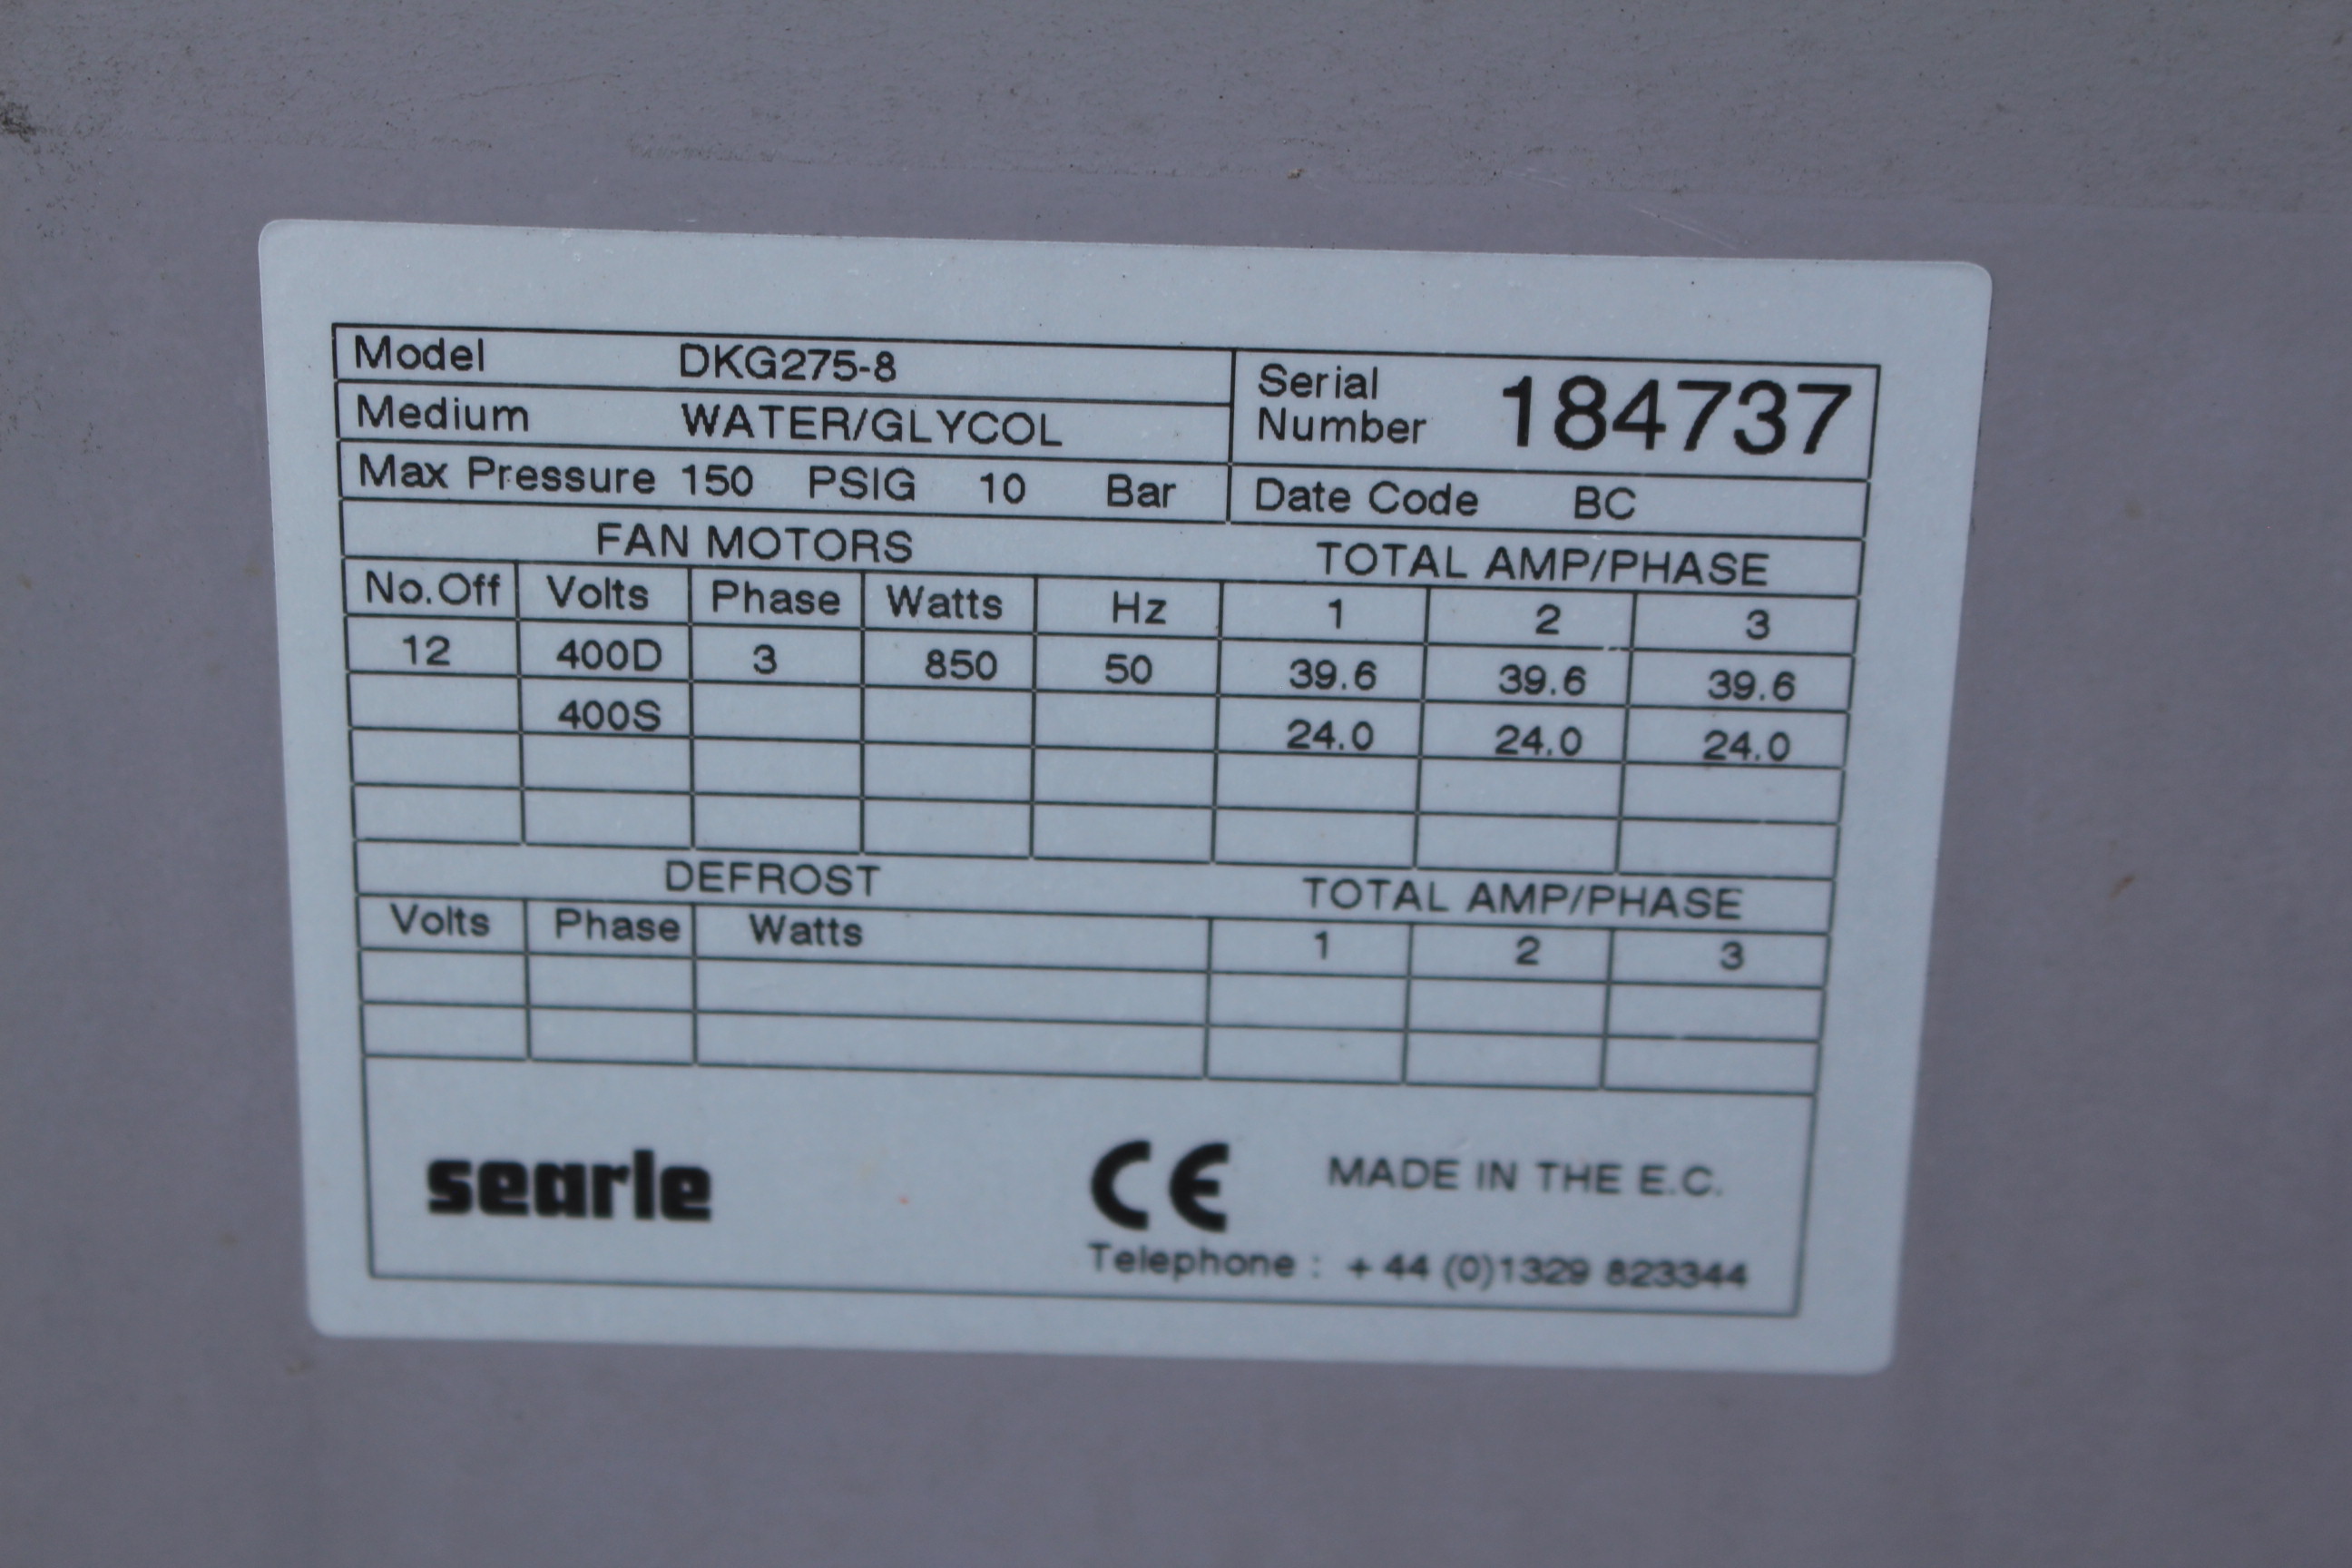 Model DKG275-8
Serial Number 184737
Medium WATER/GLYCOL
Max Pressure 150 PSIG 10 Bar
Date Code BC
FAN MOTORS TOTAL AMP/PHASE
No.Off Volts Phase Watts Hz 1 2 3
12 400D 3 850 50 39.6 39.6 39.6
400S 24.0 24.0 24.0
DEFROST TOTAL AMP/PHASE
Volts Phase Watts 1 2 3
searle CE MADE IN THE E.C.
Telephone : + 44 (0)1329 823344